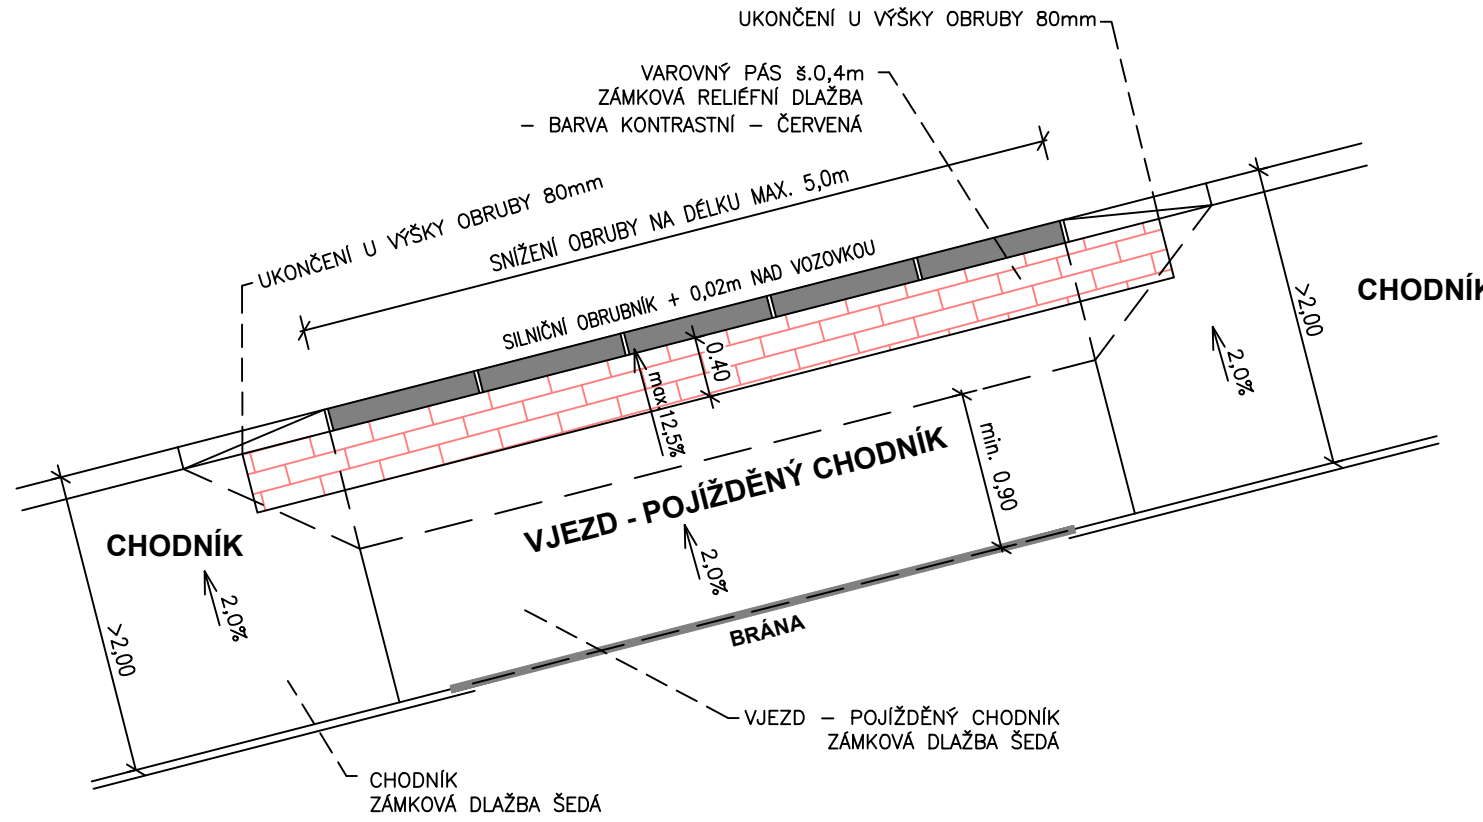 UKONČENÍ U VÝŠKY OBRUBY 80mm
VAROVNÝ PÁS š.0,4m
ZÁMKOVÁ RELIÉFNÍ DLAŽBA
– BARVA KONTRASTNÍ – ČERVENÁ
UKONČENÍ U VÝŠKY OBRUBY 80mm
SNÍŽENÍ OBRUBY NA DÉLKU MAX. 5,0m
SILNIČNÍ OBRUBNÍK + 0,02m NAD VOZOVKOU
CHODNÍK
>2,00
2,0%
0.40
max.12,5%
min. 0,90
VJEZD - POJÍŽDĚNÝ CHODNÍK
CHODNÍK
2,0%
2,0%
>2,00
BRÁNA
VJEZD – POJÍŽDĚNÝ CHODNÍK
ZÁMKOVÁ DLAŽBA ŠEDÁ
CHODNÍK
ZÁMKOVÁ DLAŽBA ŠEDÁ